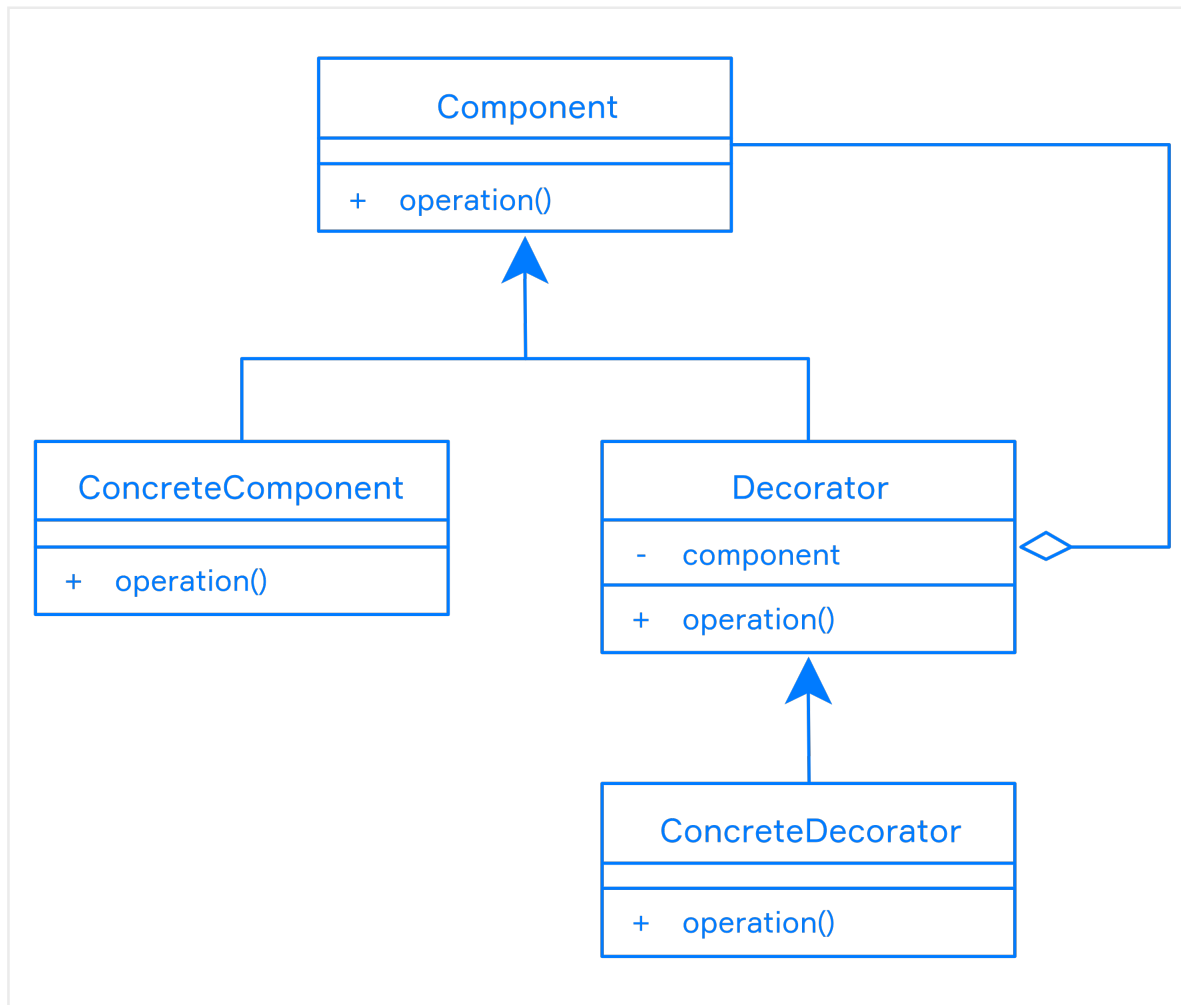 Component
+ operation()
ConcreteComponent
+ operation()
Decorator
- component
+ operation()
ConcreteDecorator
+ operation()